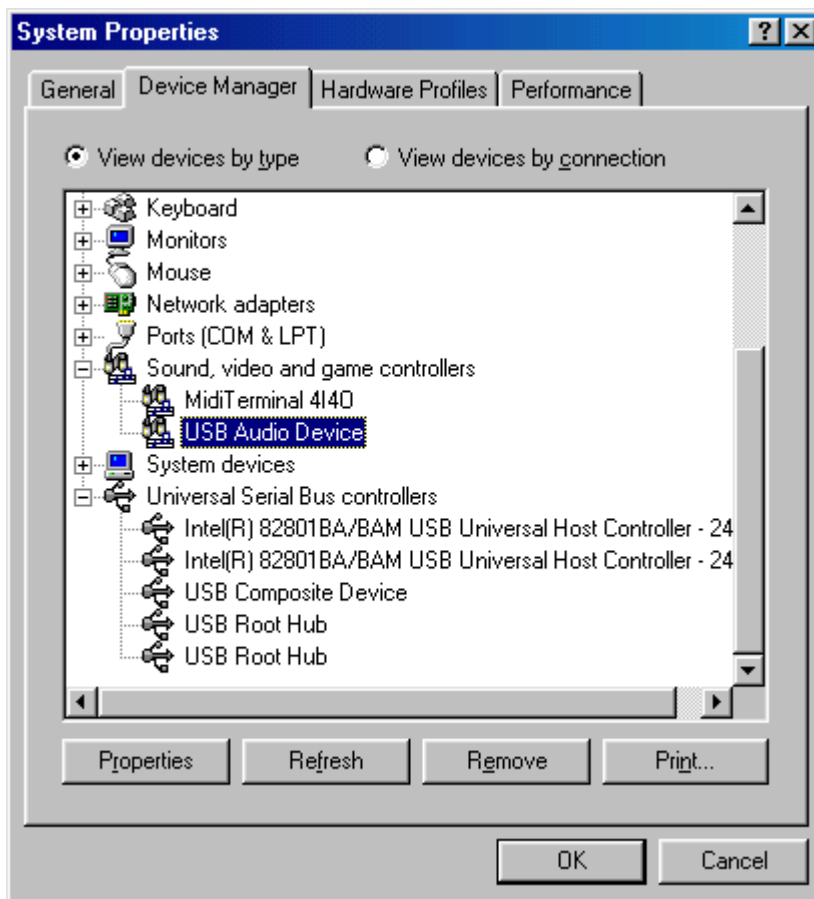 System Properties
General Device Manager Hardware Profiles Performance
View devices by type View devices by connection
Keyboard
Monitors
Mouse
Network adapters
Ports (COM & LPT)
Sound, video and game controllers
MidiTerminal 4I4O
USB Audio Device
System devices
Universal Serial Bus controllers
Intel(R) 82801BA/BAM USB Universal Host Controller - 24
Intel(R) 82801BA/BAM USB Universal Host Controller - 24
USB Composite Device
USB Root Hub
USB Root Hub
Properties Refresh Remove Print...
OK Cancel